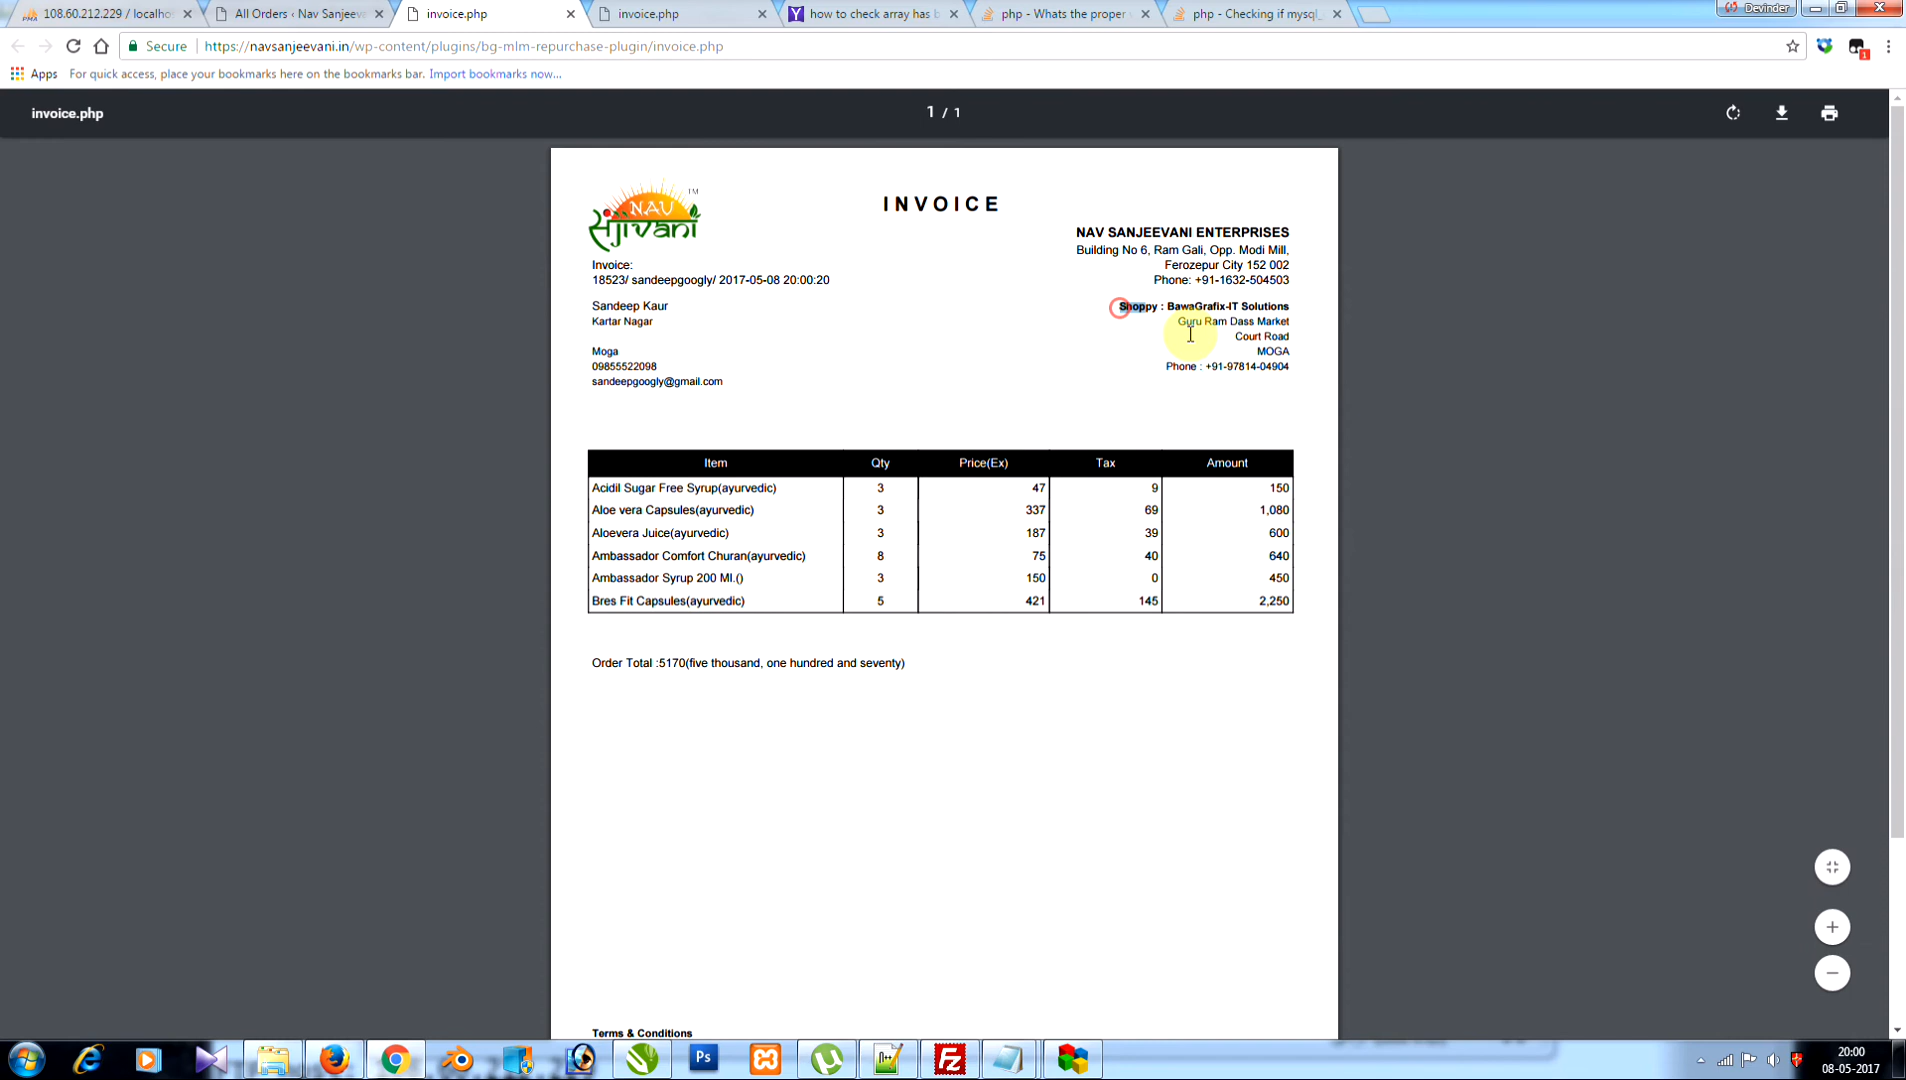 108.60.212.229 / localho
All Orders ‹ Nav Sanjeeva
invoice.php
invoice.php
how to check array has b
php - Whats the proper
php - Checking if mysql_
Devinder
Secure
https://navsanjeevani.in/wp-content/plugins/bg-mlm-repurchase-plugin/invoice.php
1
Apps For quick access, place your bookmarks here on the bookmarks bar. Import bookmarks now...
invoice.php
1 / 1
TM
NAV
संjivani
INVOICE
NAV SANJEEVANI ENTERPRISES
Building No 6, Ram Gali, Opp. Modi Mill,
Ferozepur City 152 002
Phone: +91-1632-504503
Invoice:
18523/ sandeepgoogly/ 2017-05-08 20:00:20
Sandeep Kaur
Kartar Nagar
Moga
09855522098
sandeepgoogly@gmail.com
Shoppy : BawaGrafix-IT Solutions
Guru Ram Dass Market
Court Road
MOGA
Phone : +91-97814-04904
Item Qty Price(Ex) Tax Amount
Acidil Sugar Free Syrup(ayurvedic) 3 47 9 150
Aloe vera Capsules(ayurvedic) 3 337 69 1,080
Aloevera Juice(ayurvedic) 3 187 39 600
Ambassador Comfort Churan(ayurvedic) 8 75 40 640
Ambassador Syrup 200 Ml.() 3 150 0 450
Bres Fit Capsules(ayurvedic) 5 421 145 2,250
Order Total :5170(five thousand, one hundred and seventy)
Terms & Conditions
Ps
20:00
08-05-2017